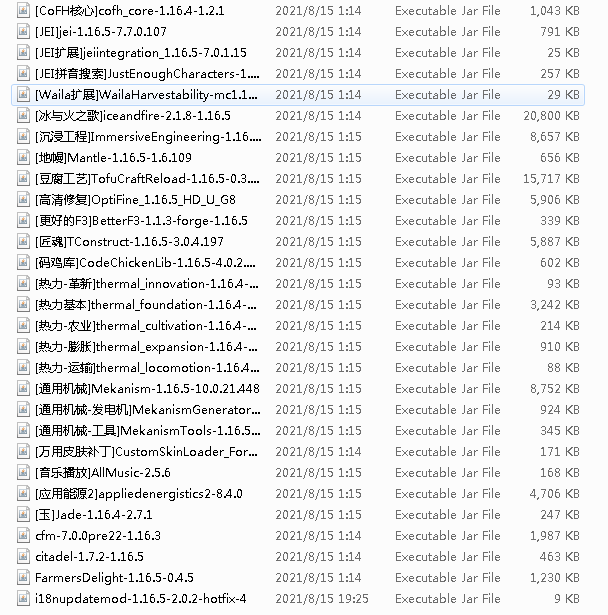 [CoFH核心]cofh_core-1.16.4-1.2.1 2021/8/15 1:14 Executable Jar File 1,043 KB
[JEI]jei-1.16.5-7.7.0.107 2021/8/15 1:14 Executable Jar File 791 KB
[JEI扩展]jeiintegration_1.16.5-7.0.1.15 2021/8/15 1:14 Executable Jar File 25 KB
[JEI拼音搜索]JustEnoughCharacters-1.... 2021/8/15 1:14 Executable Jar File 257 KB
[Waila扩展]WailaHarvestability-mc1.1... 2021/8/15 1:14 Executable Jar File 29 KB
[冰与火之歌]iceandfire-2.1.8-1.16.5 2021/8/15 1:14 Executable Jar File 20,800 KB
[沉浸工程]ImmersiveEngineering-1.16.... 2021/8/15 1:15 Executable Jar File 8,657 KB
[地幔]Mantle-1.16.5-1.6.109 2021/8/15 1:15 Executable Jar File 656 KB
[豆腐工艺]TofuCraftReload-1.16.5-0.3.... 2021/8/15 1:15 Executable Jar File 15,717 KB
[高清修复]OptiFine_1.16.5_HD_U_G8 2021/8/15 1:15 Executable Jar File 5,906 KB
[更好的F3]BetterF3-1.1.3-forge-1.16.5 2021/8/15 1:15 Executable Jar File 339 KB
[匠魂]TConstruct-1.16.5-3.0.4.197 2021/8/15 1:15 Executable Jar File 5,887 KB
[码鸡库]CodeChickenLib-1.16.5-4.0.2.... 2021/8/15 1:15 Executable Jar File 602 KB
[热力-革新]thermal_innovation-1.16.4-... 2021/8/15 1:15 Executable Jar File 93 KB
[热力基本]thermal_foundation-1.16.4-... 2021/8/15 1:15 Executable Jar File 3,242 KB
[热力-农业]thermal_cultivation-1.16.4-... 2021/8/15 1:15 Executable Jar File 214 KB
[热力-膨胀]thermal_expansion-1.16.4-... 2021/8/15 1:15 Executable Jar File 910 KB
[热力-运输]thermal_locomotion-1.16.4... 2021/8/15 1:15 Executable Jar File 88 KB
[通用机械]Mekanism-1.16.5-10.0.21.448 2021/8/15 1:15 Executable Jar File 8,752 KB
[通用机械-发电机]MekanismGenerator... 2021/8/15 1:15 Executable Jar File 924 KB
[通用机械-工具]MekanismTools-1.16.5... 2021/8/15 1:15 Executable Jar File 345 KB
[万用皮肤补丁]CustomSkinLoader_For... 2021/8/15 1:14 Executable Jar File 171 KB
[音乐播放]AllMusic-2.5.6 2021/8/15 1:15 Executable Jar File 168 KB
[应用能源2]appliedenergistics2-8.4.0 2021/8/15 1:15 Executable Jar File 4,706 KB
[玉]Jade-1.16.4-2.7.1 2021/8/15 1:15 Executable Jar File 247 KB
cfm-7.0.0pre22-1.16.3 2021/8/15 1:14 Executable Jar File 1,987 KB
citadel-1.7.2-1.16.5 2021/8/15 1:14 Executable Jar File 463 KB
FarmersDelight-1.16.5-0.4.5 2021/8/15 1:14 Executable Jar File 1,230 KB
i18nupdatemod-1.16.5-2.0.2-hotfix-4 2021/8/15 19:25 Executable Jar File 9 KB